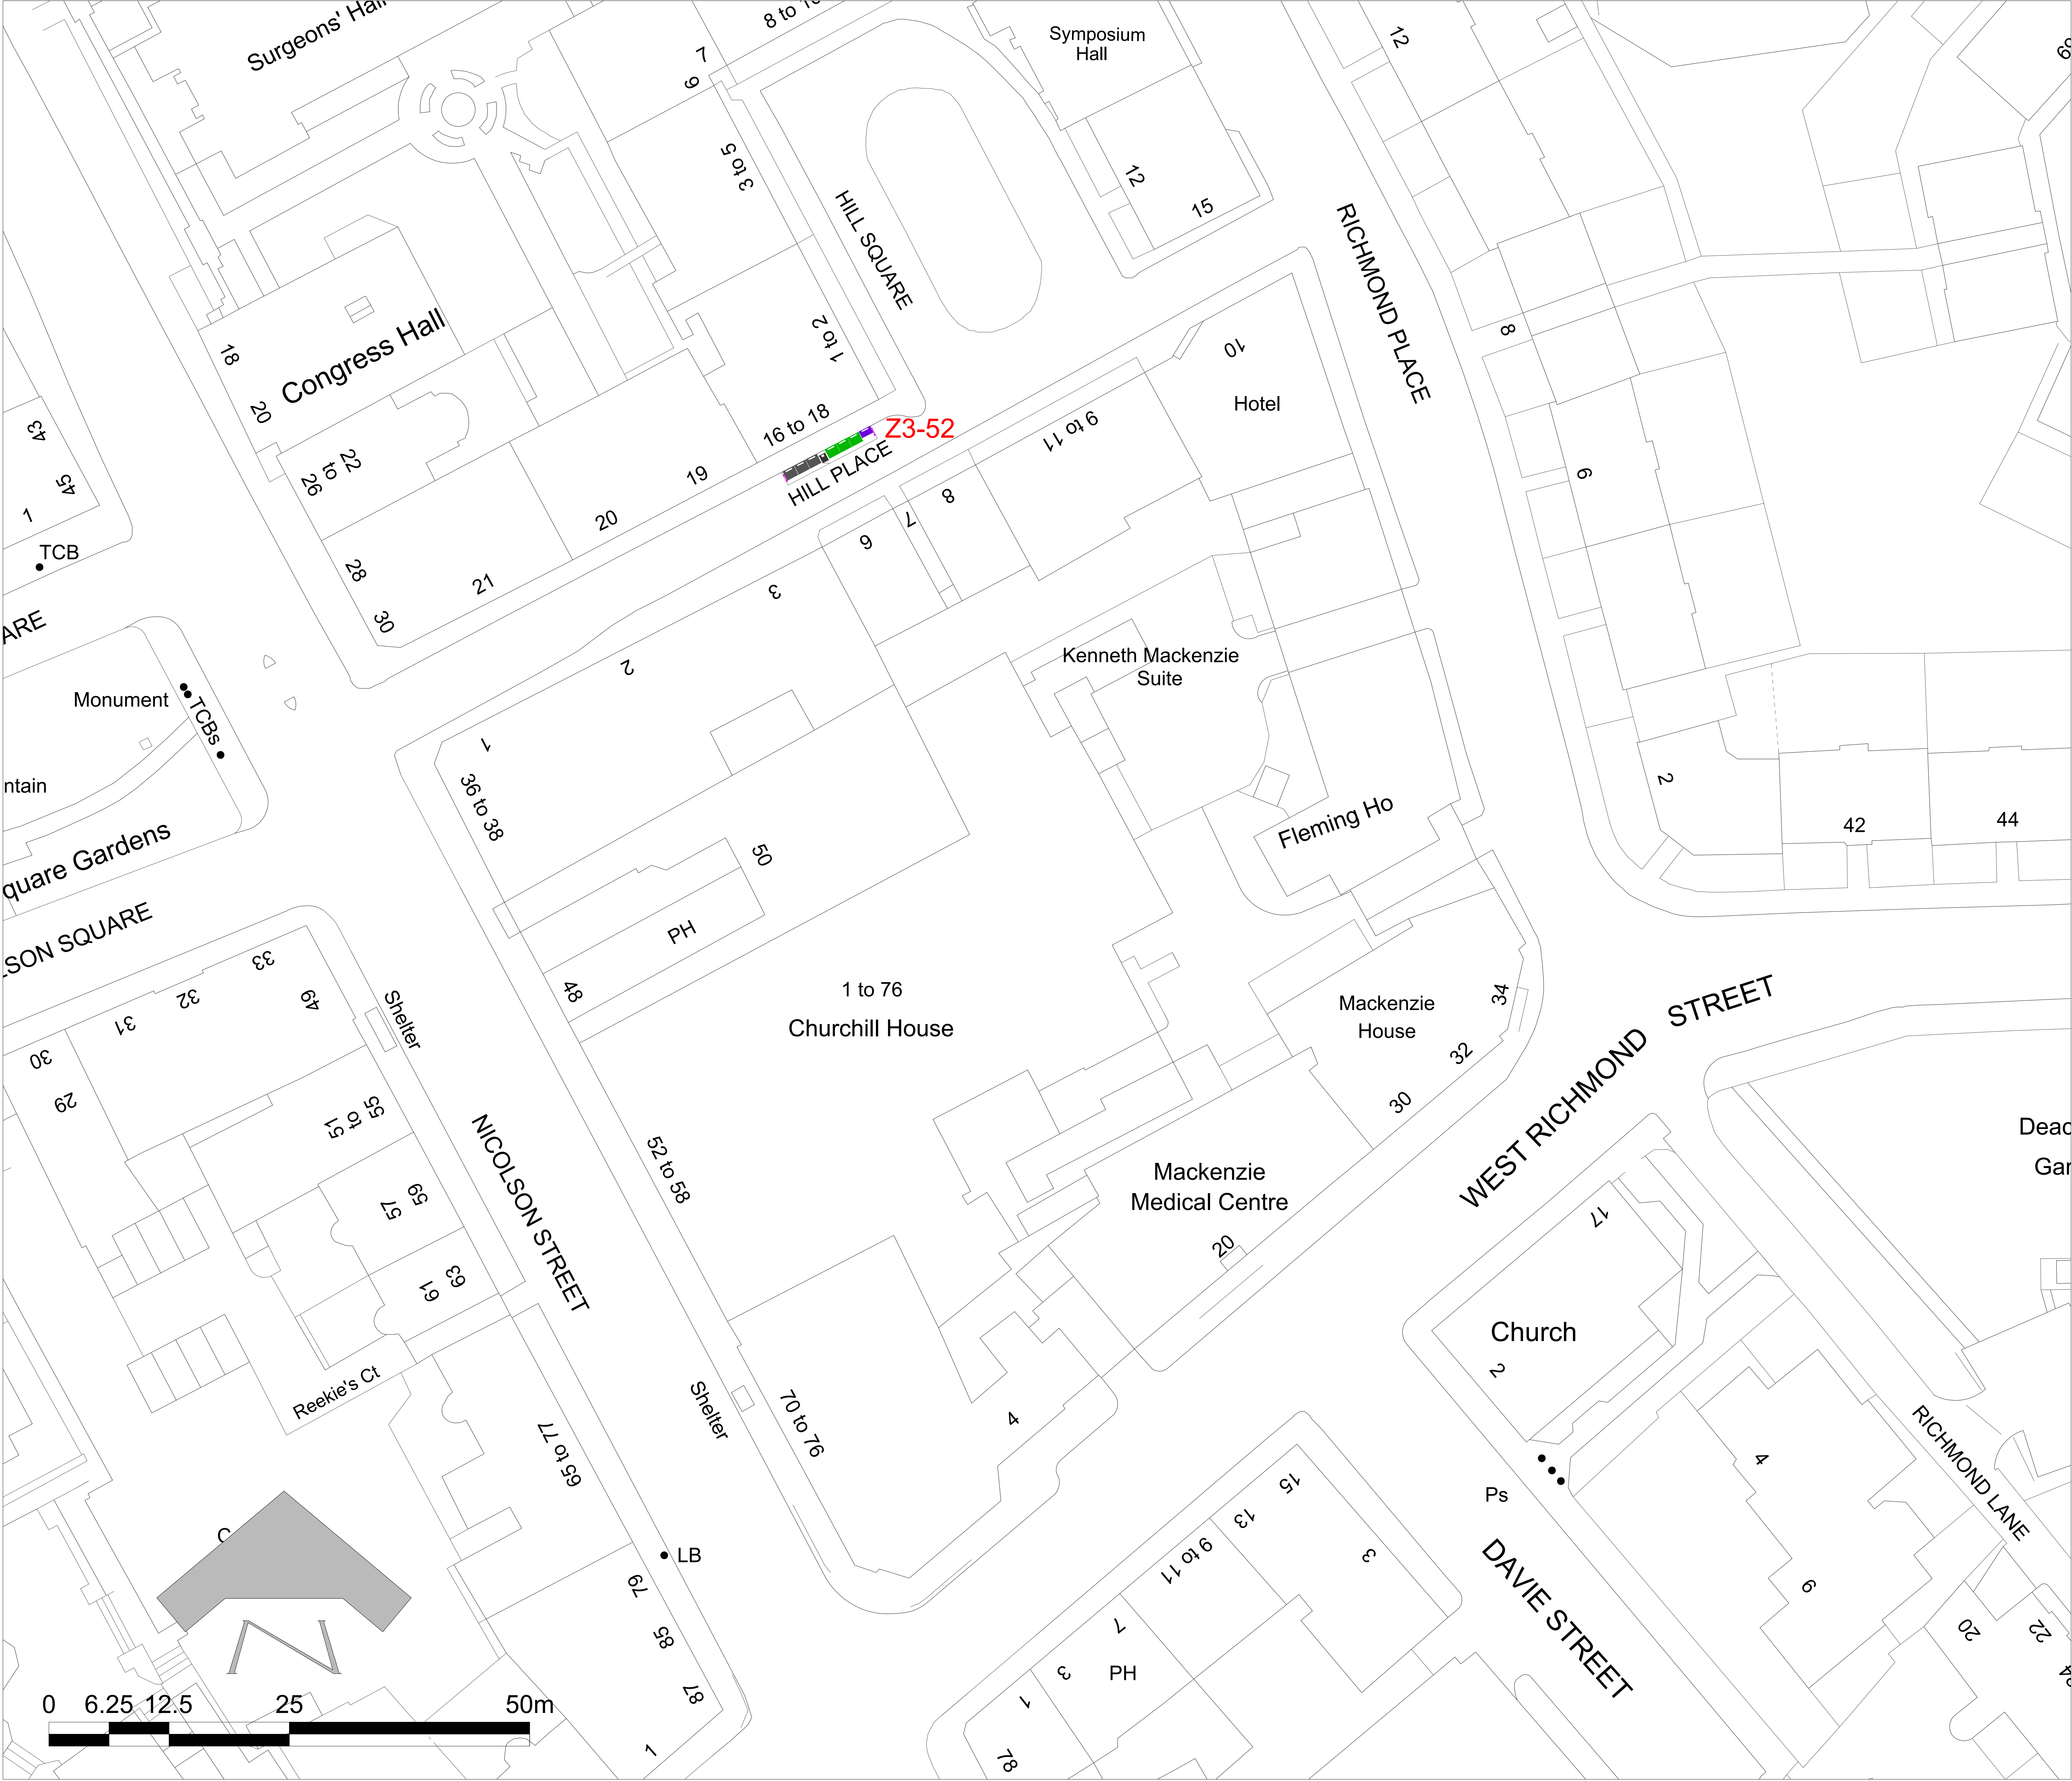 Surgeons' Hall
8 to 10
7
6
Symposium
Hall
12
3 to 5
12
15
HILL SQUARE
RICHMOND PLACE
Congress Hall
18
20
1 to 2
10
Hotel
8
43
45
1
TCB
22
to
26
16 to 18
Z3-52
HILL PLACE
9 to 11
19
20
21
28
30
8
7
6
6
3
2
1
Monument
TCBs
Kenneth Mackenzie
Suite
36 to 38
50
PH
48
Fleming Ho
2
42
44
quare Gardens
33
32
31
30
29
49
Shelter
1 to 76
Churchill House
Mackenzie
House
34
32
30
WEST RICHMOND STREET
55
to
51
59
57
63
61
NICOLSON STREET
52 to 58
Mackenzie
Medical Centre
20
17
Church
2
Reekie's Ct
65 to 77
Shelter
70 to 76
4
15
13
9 to 11
7
3
3
1
PH
78
Ps
DAVIE STREET
4
6
RICHMOND LANE
20
22
LB
79
85
87
1
N
0 6.25 12.5 25 50m